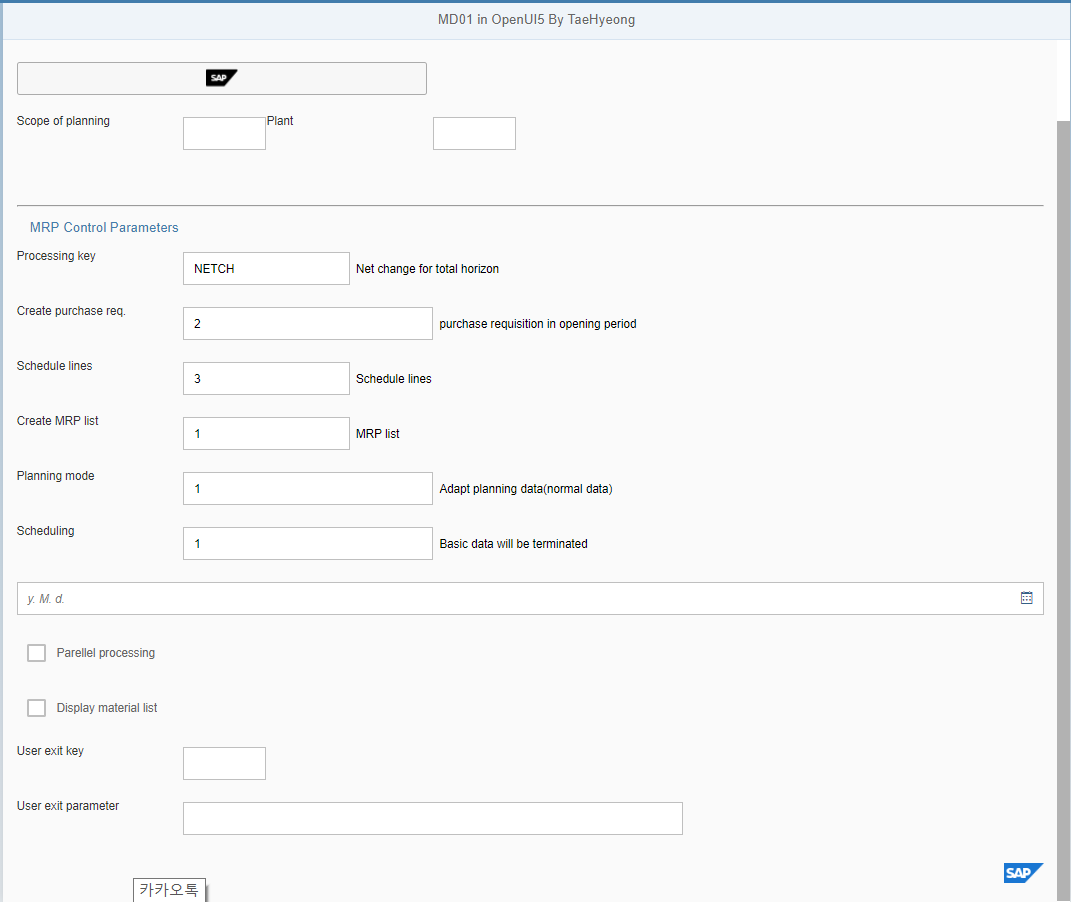 MD01 in OpenUI5 By TaeHyeong
SAP
Scope of planning
Plant
MRP Control Parameters
Processing key
NETCH
Net change for total horizon
Create purchase req.
2
purchase requisition in opening period
Schedule lines
3
Schedule lines
Create MRP list
1
MRP list
Planning mode
1
Adapt planning data(normal data)
Scheduling
1
Basic data will be terminated
y. M. d.
Parellel processing
Display material list
User exit key
User exit parameter
SAP
카카오톡